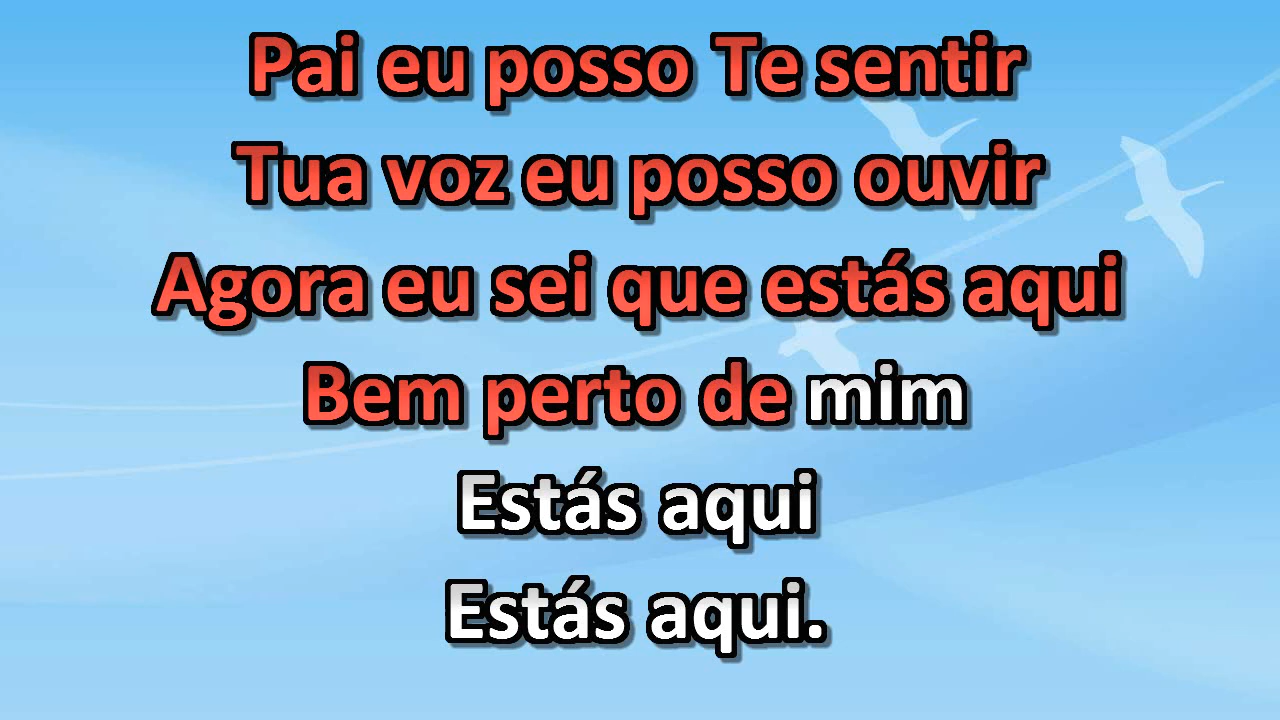 Pai eu posso Te sentir
Tua voz eu posso ouvir
Agora eu sei que estás aqui
Bem perto de mim
Estás aqui
Estás aqui.